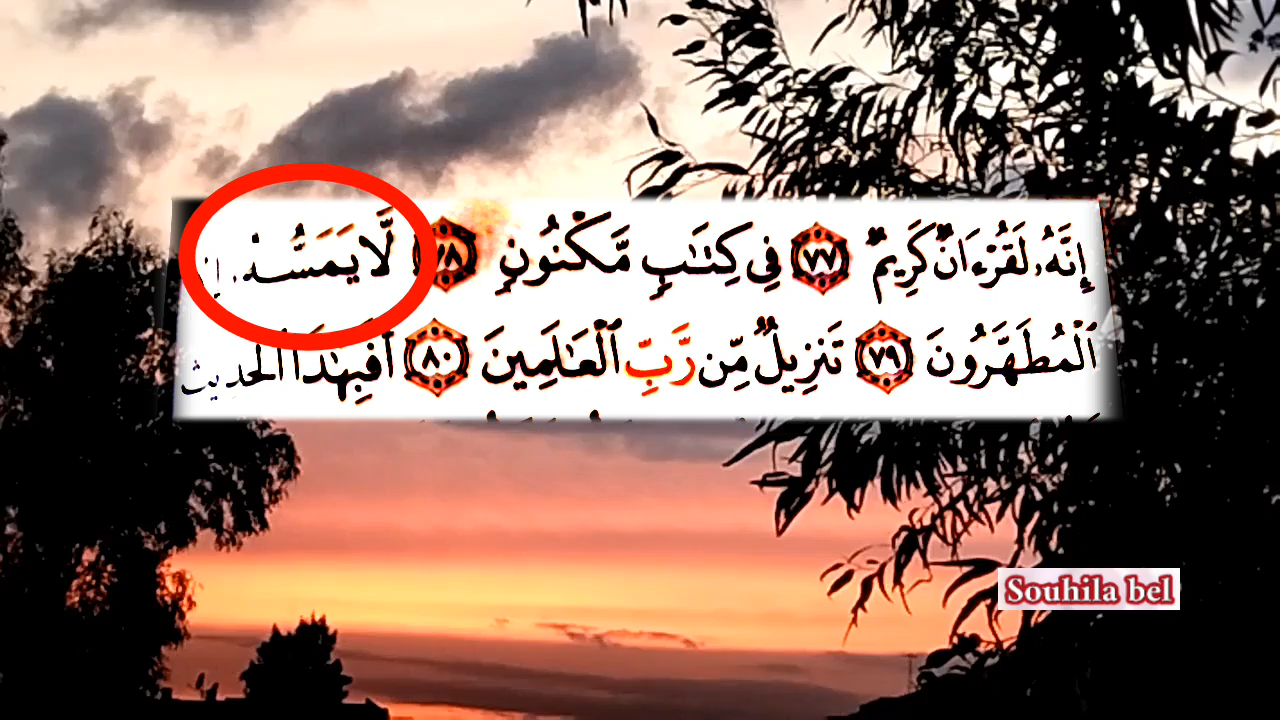 إِنَّهُۥ لَقُرْءَانٌ كَرِيمٌ ٧٧ فِى كِتَٰبٍ مَّكْنُونٍ ٧٨ لَّا يَمَسُّهُۥٓ
ٱلْمُطَهَّرُونَ ٧٩ تَنزِيلٌ مِّن رَّبِّ ٱلْعَٰلَمِينَ ٨٠ أَفَبِهَٰذَا ٱلْحَدِيثِ
Souhila bel